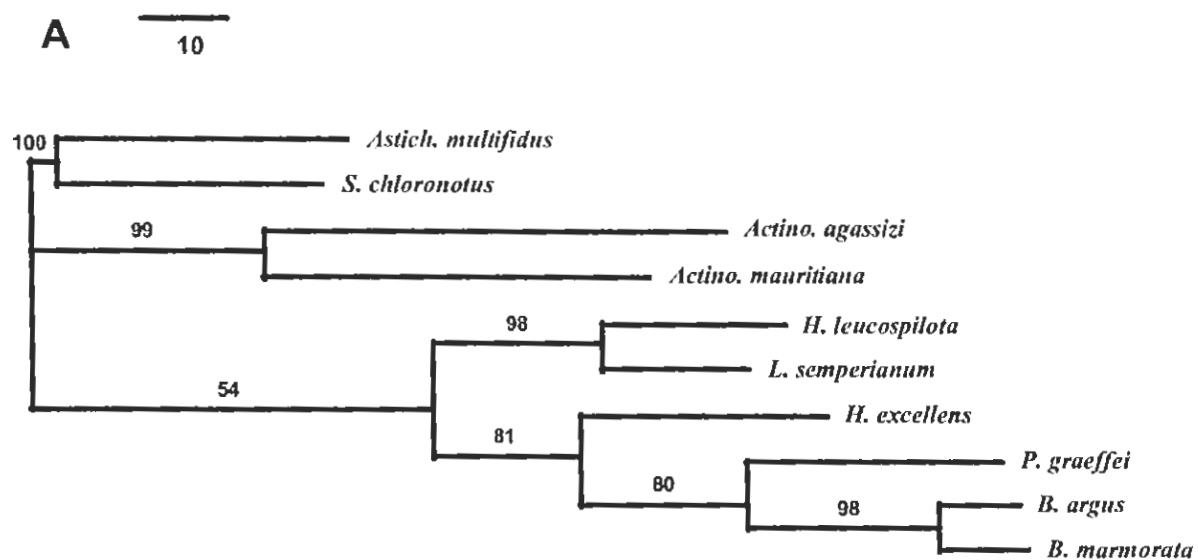 A
10
100
Astich. multifidus
S. chloronotus
99
Actino. agassizi
Actino. mauritiana
98
H. leucospilota
L. semperianum
54
H. excellens
81
P. graeffei
80
B. argus
98
B. marmorata